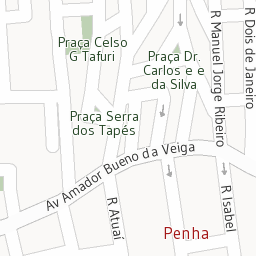 Praça Celso
G Tafuri
Praça Dr.
Carlos e e
da Silva
R Manuel Jorge Ribeiro
R Dois de Janeiro
Praça Serra
dos Tapés
Av Amador Bueno da Veiga
R Atuaí
R Isabel
Penha